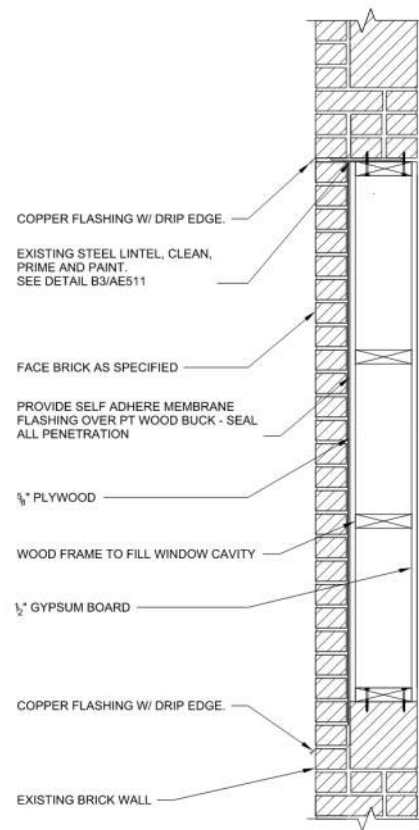 COPPER FLASHING W/ DRIP EDGE.
EXISTING STEEL LINTEL, CLEAN,
PRIME AND PAINT.
SEE DETAIL B3/AE511
FACE BRICK AS SPECIFIED
PROVIDE SELF ADHERE MEMBRANE
FLASHING OVER PT WOOD BUCK - SEAL
ALL PENETRATION
⅝" PLYWOOD
WOOD FRAME TO FILL WINDOW CAVITY
½" GYPSUM BOARD
COPPER FLASHING W/ DRIP EDGE.
EXISTING BRICK WALL